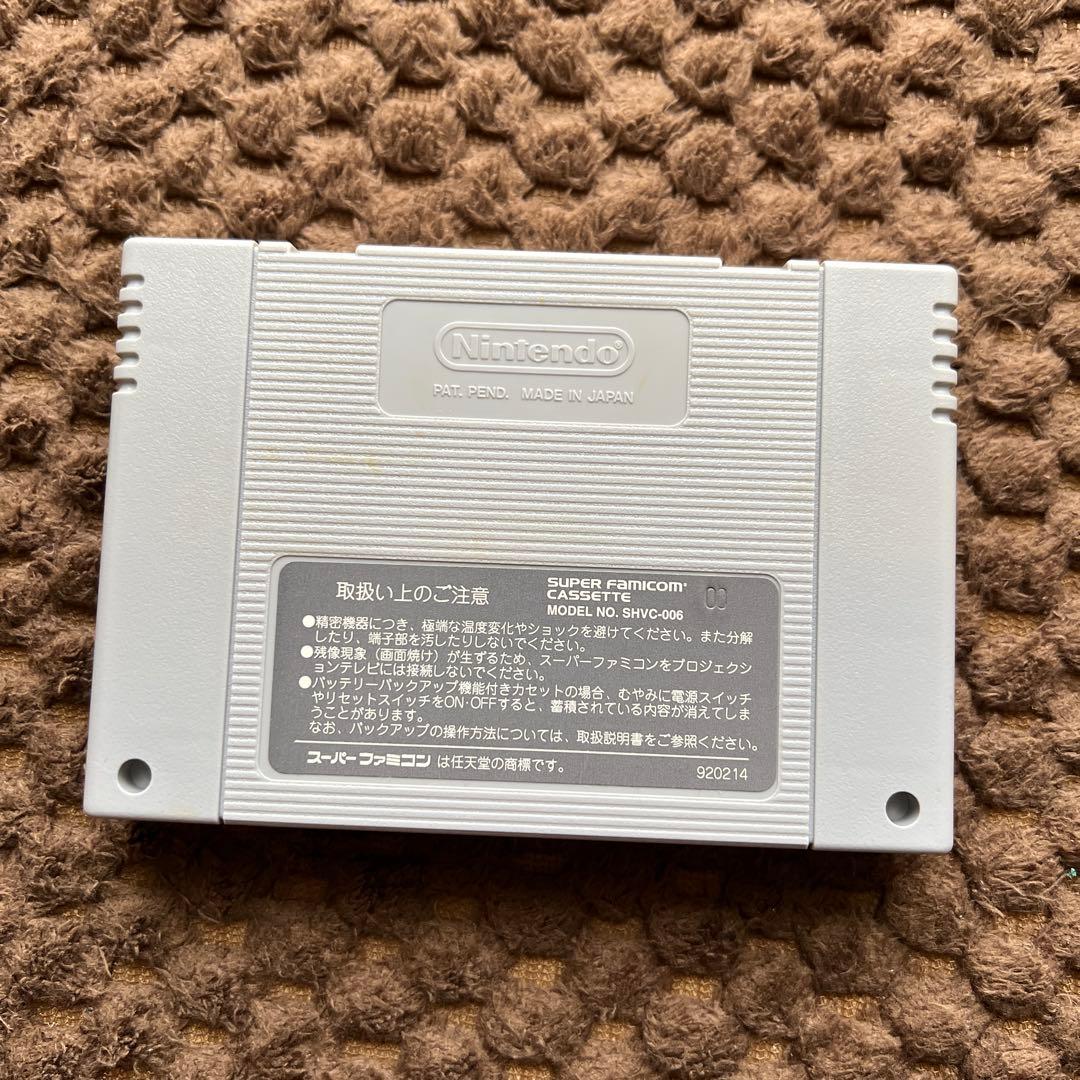 Nintendo®
PAT. PEND. MADE IN JAPAN
取扱い上のご注意
SUPER FAMICOM®
CASSETTE
MODEL NO. SHVC-006
00
●精密機器につき、極端な温度変化やショックを避けてください。また分解
したり、端子部を汚したりしないでください。
●残像現象（画面焼け）が生ずるため、スーパーファミコンをプロジェクシ
ョンテレビには接続しないでください。
●バッテリーバックアップ機能付きカセットの場合、むやみに電源スイッチ
やリセットスイッチをON·OFFすると、蓄積されている内容が消えてしま
うことがあります。
なお、バックアップの操作方法については、取扱説明書をご参照ください。
スーパーファミコン は任天堂の商標です。
920214